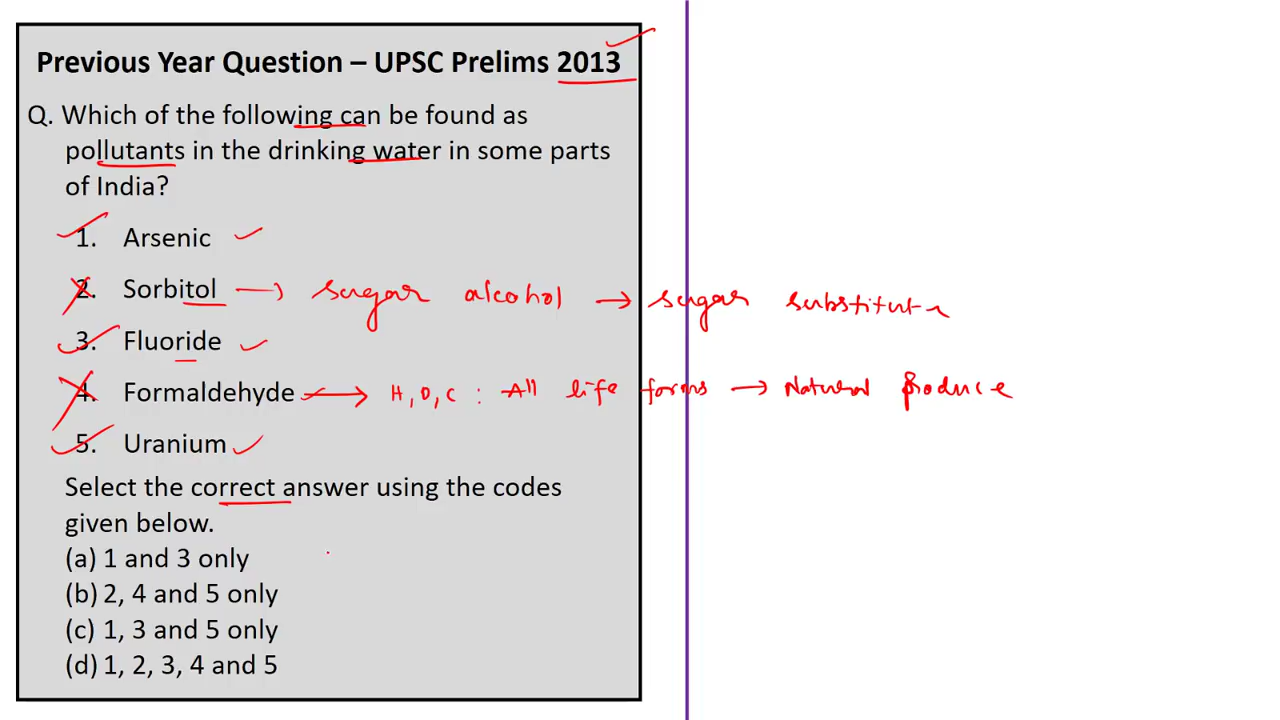 Previous Year Question – UPSC Prelims 2013
Q. Which of the following can be found as
pollutants in the drinking water in some parts
of India?
1. Arsenic
2. Sorbitol → sugar alcohol → sugar substitute
3. Fluoride
4. Formaldehyde → H, O, C : All life forms → Natural produce
5. Uranium
Select the correct answer using the codes
given below.
(a) 1 and 3 only
(b) 2, 4 and 5 only
(c) 1, 3 and 5 only
(d) 1, 2, 3, 4 and 5